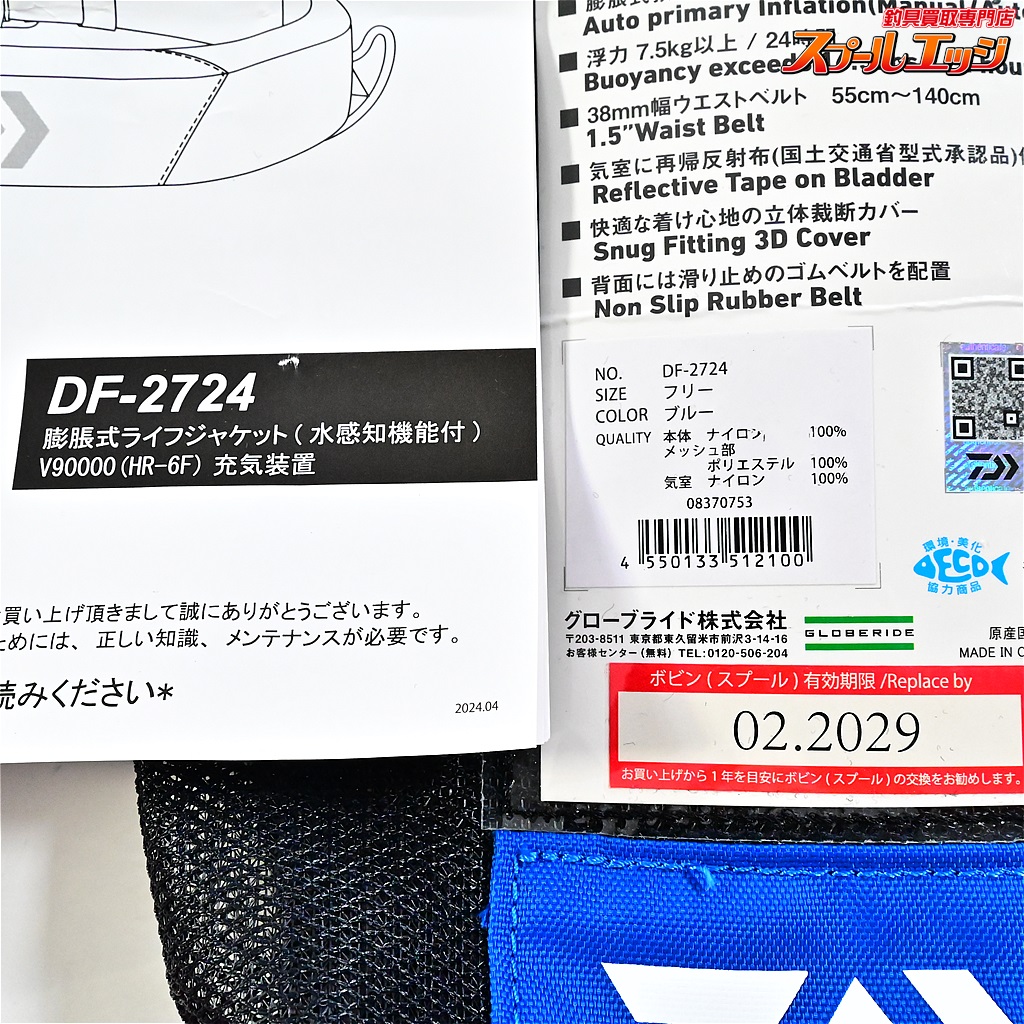 釣具買取専門店
スプールエッジ
DF-2724
膨脹式ライフジャケット ( 水感知機能付 )
V90000(HR-6F) 充気装置
買い上げ頂きまして誠にありがとうございます。
ためには、正しい知識、メンテナンスが必要です。
読みください*
2024.04
Auto primary Inflation(Manual/Auto
浮力 7.5kg以上 / 24時
Buoyancy exceed
38mm幅ウエストベルト 55cm〜140cm
1.5”Waist Belt
気室に再帰反射布(国土交通省型式承認品)
Reflective Tape on Bladder
快適な着け心地の立体裁断カバー
Snug Fitting 3D Cover
背面には滑り止めのゴムベルトを配置
Non Slip Rubber Belt
NO. DF-2724
SIZE フリー
COLOR ブルー
QUALITY 本体 ナイロン 100%
メッシュ部
ポリエステル 100%
気室 ナイロン 100%
08370753
4 550133 512100
環境・美化
DECO
協力商品
グローブライド株式会社
〒203-8511 東京都東久留米市前沢3-14-16
お客様センター(無料) TEL:0120-506-204
GLOBERIDE
原産国
MADE IN C
ボビン ( スプール ) 有効期限 /Replace by
02.2029
お買い上げから 1 年を目安にボビン ( スプール ) の交換をお勧めします。